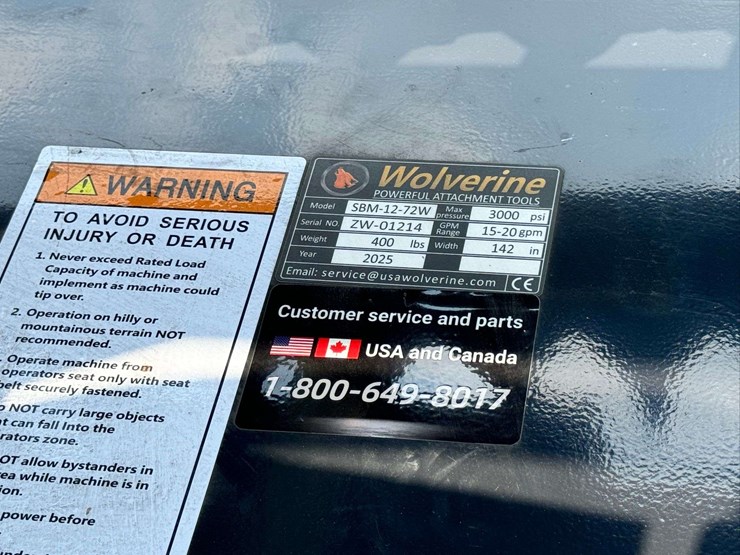 WARNING
TO AVOID SERIOUS
INJURY OR DEATH
1. Never exceed Rated Load
Capacity of machine and
implement as machine could
tip over.
2. Operation on hilly or
mountainous terrain NOT
recommended.
. Operate machine from
operators seat only with seat
belt securely fastened.
NOT carry large objects
can fall Into the
rators zone.
OT allow bystanders in
ea while machine is in
ion.
power before
Wolverine
POWERFUL ATTACHMENT TOOLS
Model SBM-12-72W Max pressure 3000 psi
Serial NO ZW-01214 GPM Range 15-20 gpm
Weight 400 lbs Width 142 in
Year 2025
Email: service@usawolverine.com CE
Customer service and parts
USA and Canada
1-800-649-8017